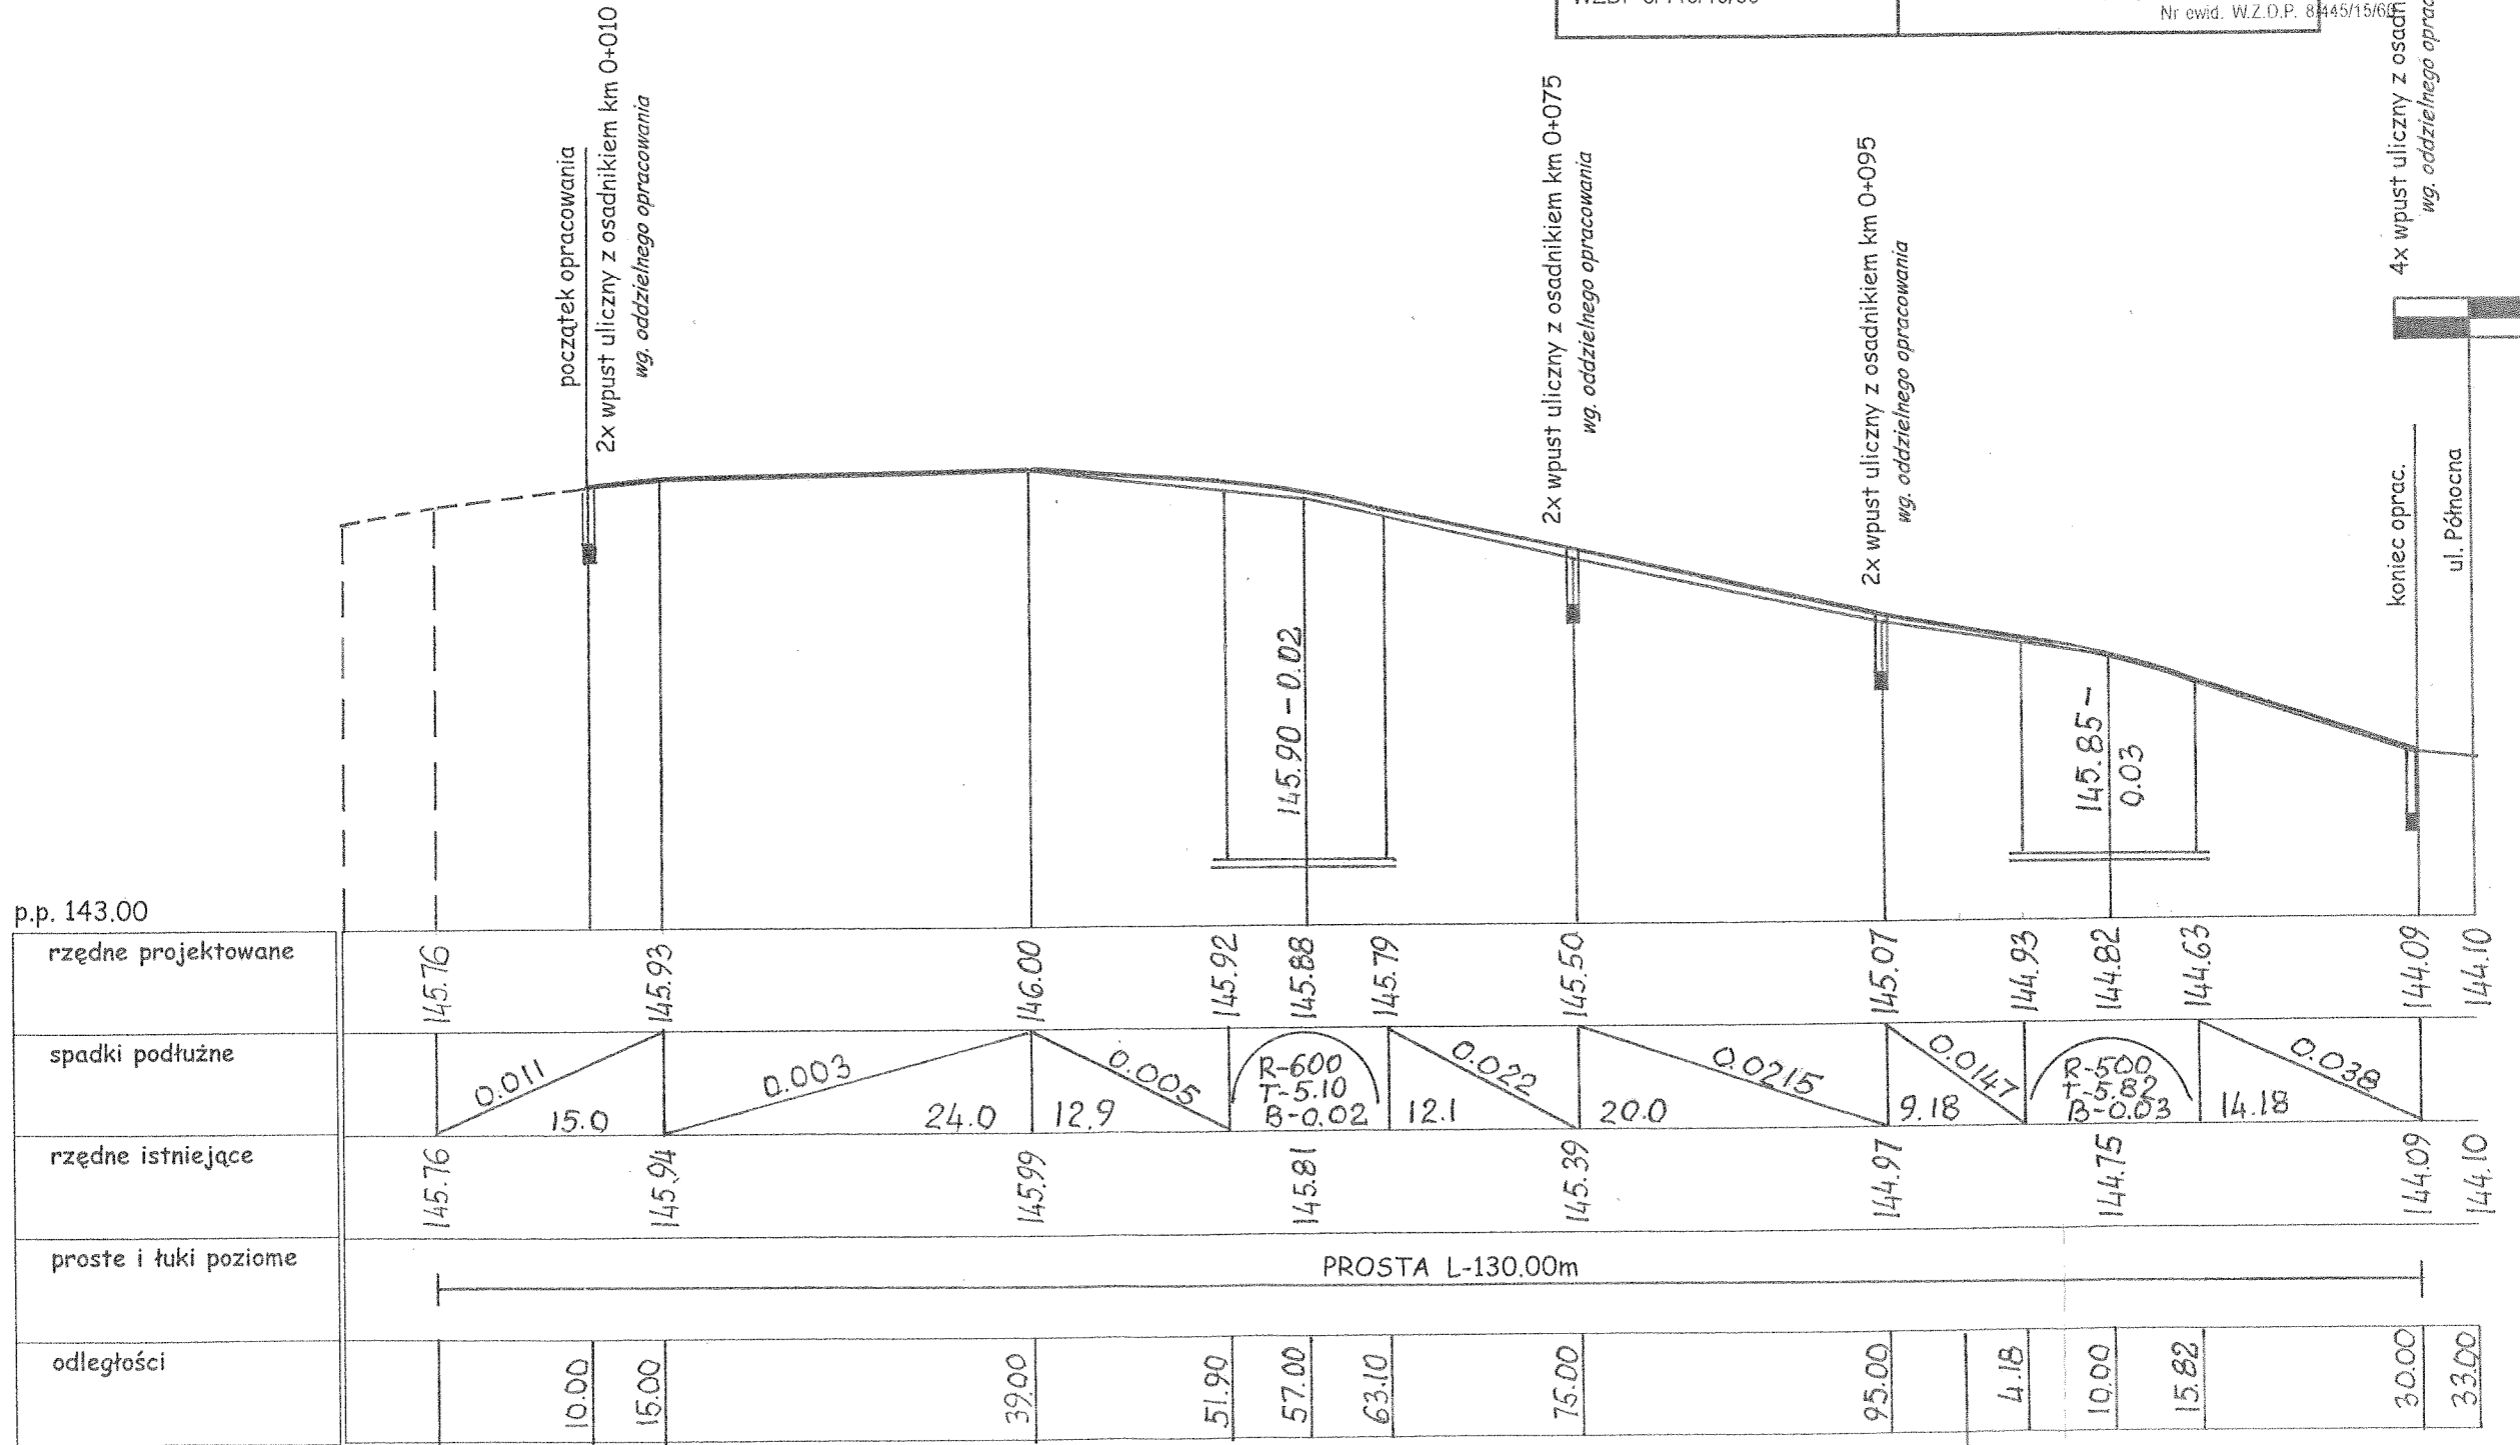 Nr ewid. W.Z.D.P. 8/445/15/60
początek opracowania
2x wpust uliczny z osadnikiem km 0+010
wg. oddzielnego opracowania
2x wpust uliczny z osadnikiem km 0+075
wg. oddzielnego opracowania
2x wpust uliczny z osadnikiem km 0+095
wg. oddzielnego opracowania
4x wpust uliczny z
wg. oddzielnego
koniec oprac.
ul. Północna
145.90 - 0.02
145.85 -
0.03
p.p. 143.00
rzędne projektowane
145.76 145.93 146.00 145.92 145.88 145.79 145.50 145.07 144.93 144.82 144.63 144.09 144.10
spadki podłużne
0.011 15.0
0.003 24.0
0.005 12.9
R-600
T-5.10
B-0.02
0.022 12.1
0.0215 20.0
0.0147 9.18
R-500
T-5.82
B-0.03
0.038 14.18
rzędne istniejące
145.76 145.94 145.99 145.81 145.39 144.97 144.75 144.09 144.10
proste i łuki poziome
PROSTA L-130.00m
odległości
10.00 15.00 39.00 51.90 57.00 63.10 75.00 95.00 4.18 10.00 15.82 30.00 33.00